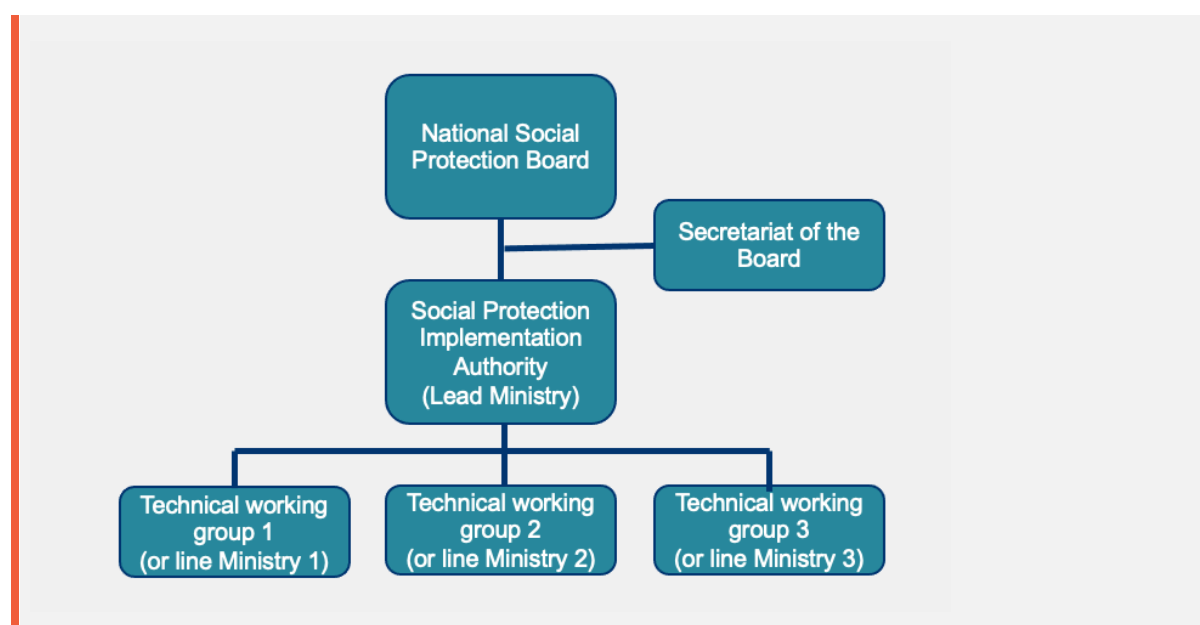 National Social
Protection Board
Secretariat of the
Board
Social Protection
Implementation
Authority
(Lead Ministry)
Technical working
group 1
(or line Ministry 1)
Technical working
group 2
(or line Ministry 2)
Technical working
group 3
(or line Ministry 3)